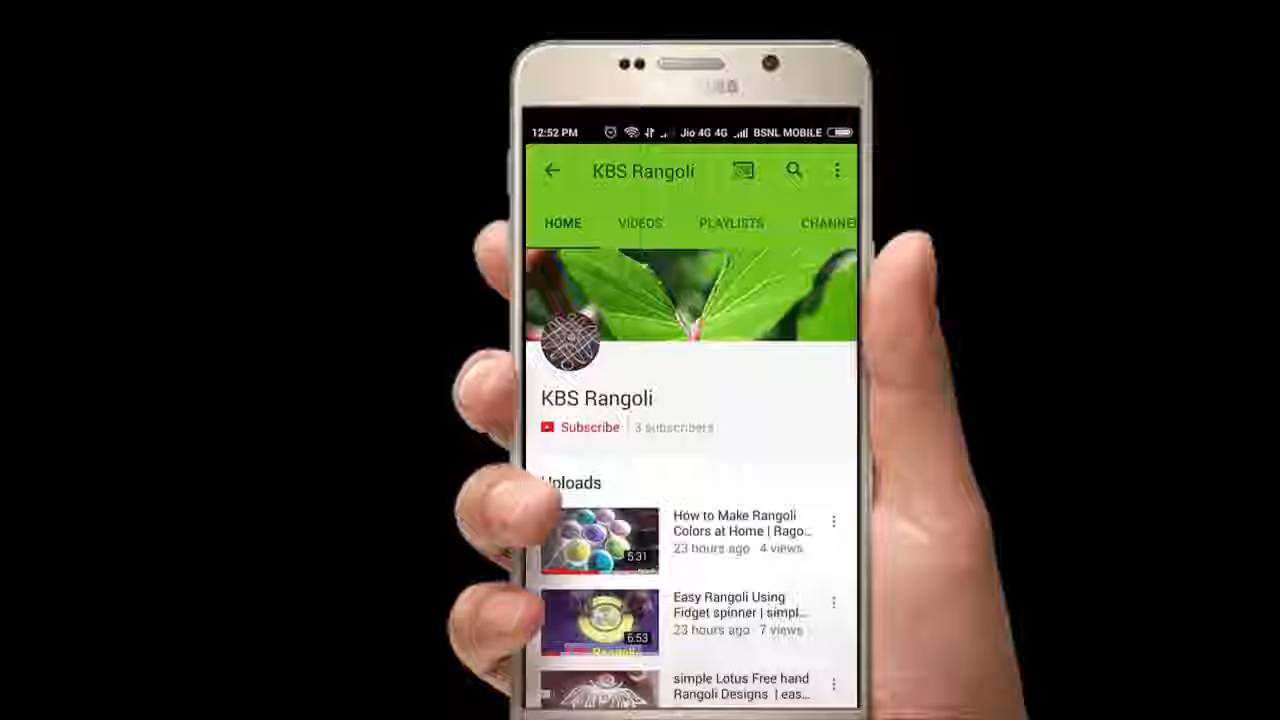 12:52 PM Jio 4G 4G BSNL MOBILE
KBS Rangoli
HOME VIDEOS PLAYLISTS CHANNE
KBS Rangoli
Subscribe 3 subscribers
Uploads
How to Make Rangoli
Colors at Home | Rago...
23 hours ago 4 views
5:31
Easy Rangoli Using
Fidget spinner | simpl...
23 hours ago 7 views
6:53
simple Lotus Free hand
Rangoli Designs | eas...